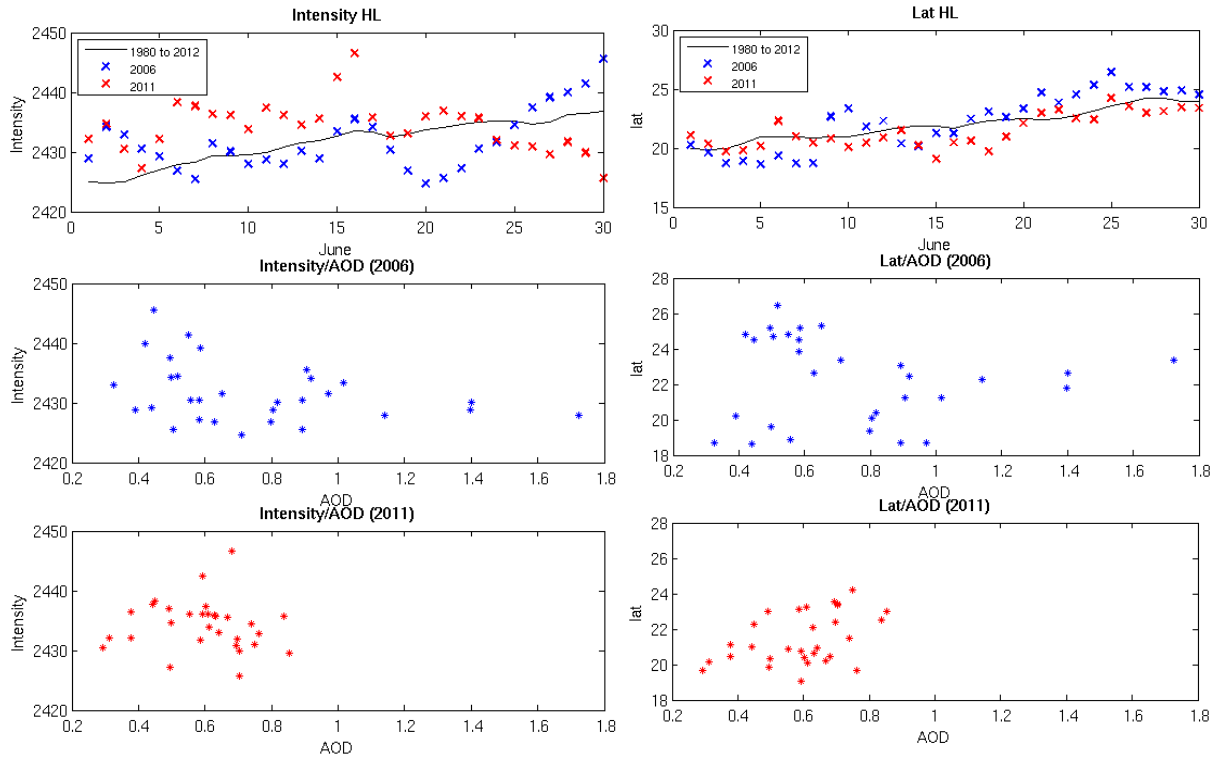 Intensity HL
2450
2440
2430
2420
Intensity
1980 to 2012
2006
2011
0 5 10 15 20 25 30
June
Lat HL
30
25
20
15
lat
1980 to 2012
2006
2011
0 5 10 15 20 25 30
June
Intensity/AOD (2006)
2450
2440
2430
2420
Intensity
0.2 0.4 0.6 0.8 1 1.2 1.4 1.6 1.8
AOD
Lat/AOD (2006)
28
26
24
22
20
18
lat
0.2 0.4 0.6 0.8 1 1.2 1.4 1.6 1.8
AOD
Intensity/AOD (2011)
2450
2440
2430
2420
Intensity
0.2 0.4 0.6 0.8 1 1.2 1.4 1.6 1.8
AOD
Lat/AOD (2011)
28
26
24
22
20
18
lat
0.2 0.4 0.6 0.8 1 1.2 1.4 1.6 1.8
AOD